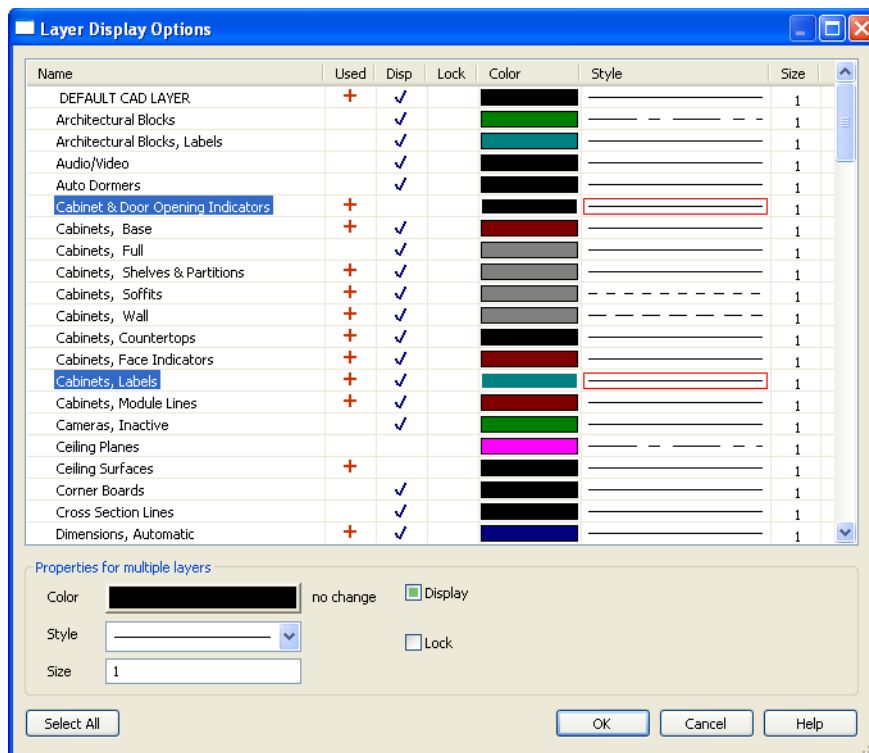 Layer Display Options
Name Used Disp Lock Color Style Size
DEFAULT CAD LAYER 1
Architectural Blocks 1
Architectural Blocks, Labels 1
Audio/Video 1
Auto Dormers 1
Cabinet & Door Opening Indicators 1
Cabinets, Base 1
Cabinets, Full 1
Cabinets, Shelves & Partitions 1
Cabinets, Soffits 1
Cabinets, Wall 1
Cabinets, Countertops 1
Cabinets, Face Indicators 1
Cabinets, Labels 1
Cabinets, Module Lines 1
Cameras, Inactive 1
Ceiling Planes 1
Ceiling Surfaces 1
Corner Boards 1
Cross Section Lines 1
Dimensions, Automatic 1
Properties for multiple layers
Color no change Display
Style Lock
Size 1
Select All OK Cancel Help